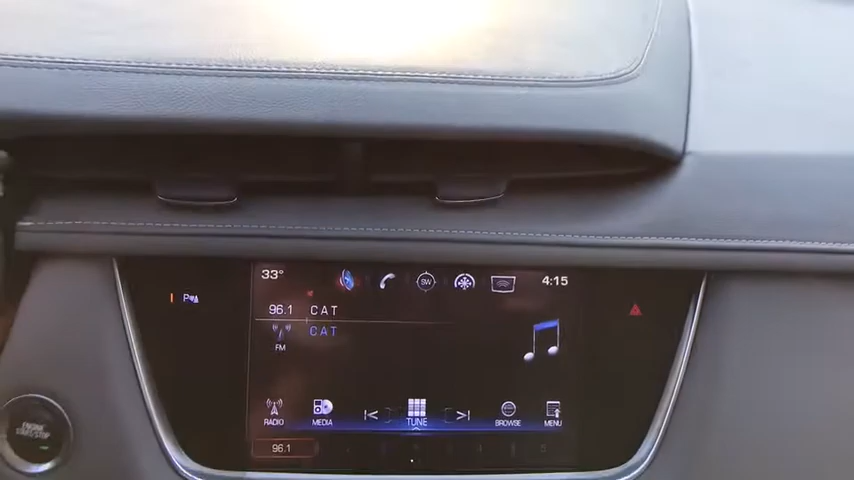 33° SW 4:15
P
96.1 CAT
CAT
FM
RADIO MEDIA TUNE BROWSE MENU
96.1
ENGINE
START/STOP